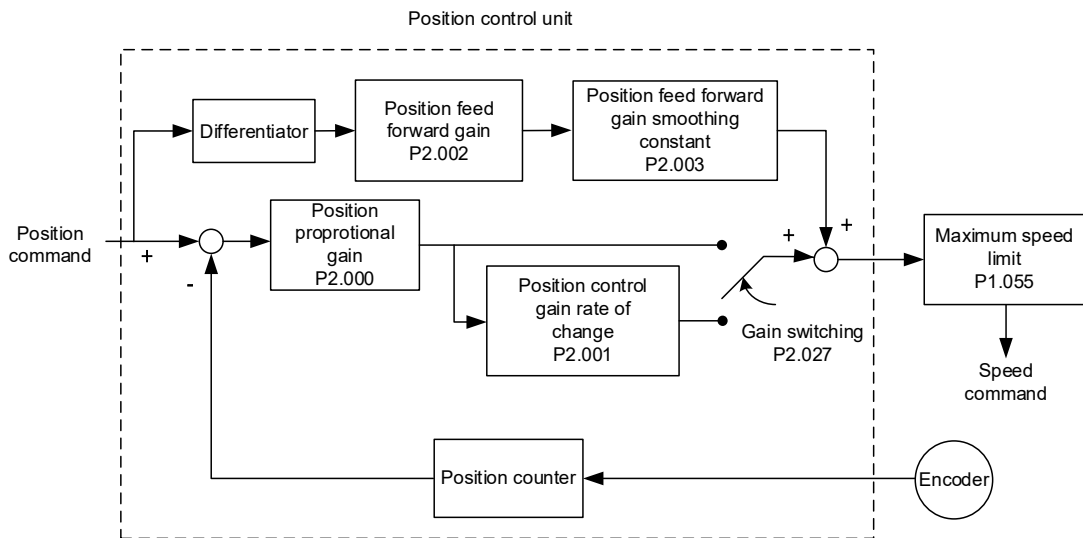 Position control unit
Differentiator
Position feed
forward gain
P2.002
Position feed forward
gain smoothing
constant
P2.003
Position
command
+
-
Position
proprotional
gain
P2.000
Position control
gain rate of
change
P2.001
Gain switching
P2.027
+
+
Maximum speed
limit
P1.055
Speed
command
Position counter
Encoder